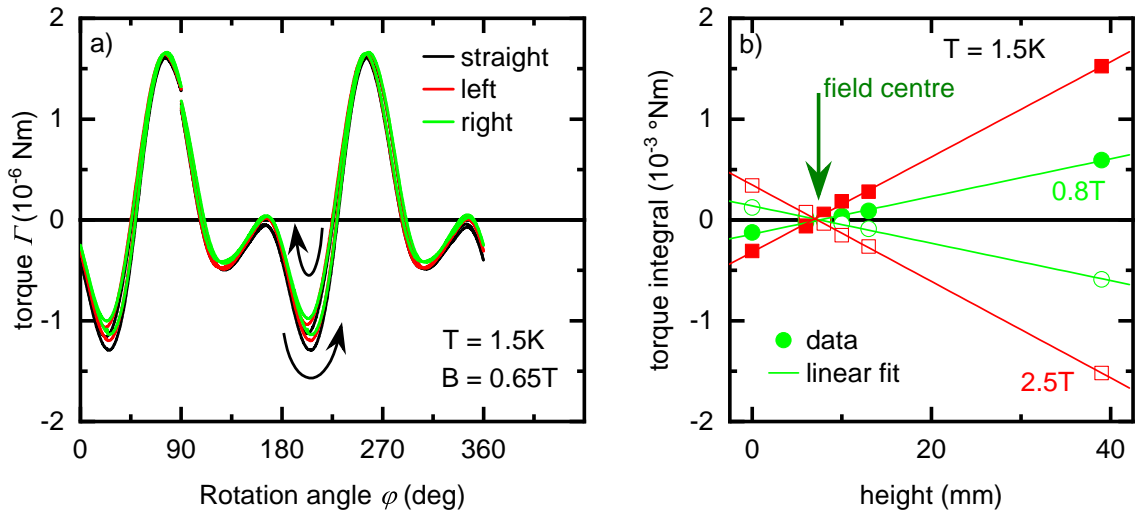 a)
straight
left
right
T = 1.5K
B = 0.65T
torque Γ (10⁻⁶ Nm)
2
1
0
-1
-2
0 90 180 270 360
Rotation angle φ (deg)
b)
T = 1.5K
field centre
0.8T
2.5T
data
linear fit
torque integral (10⁻³ °Nm)
2
1
0
-1
-2
0 20 40
height (mm)